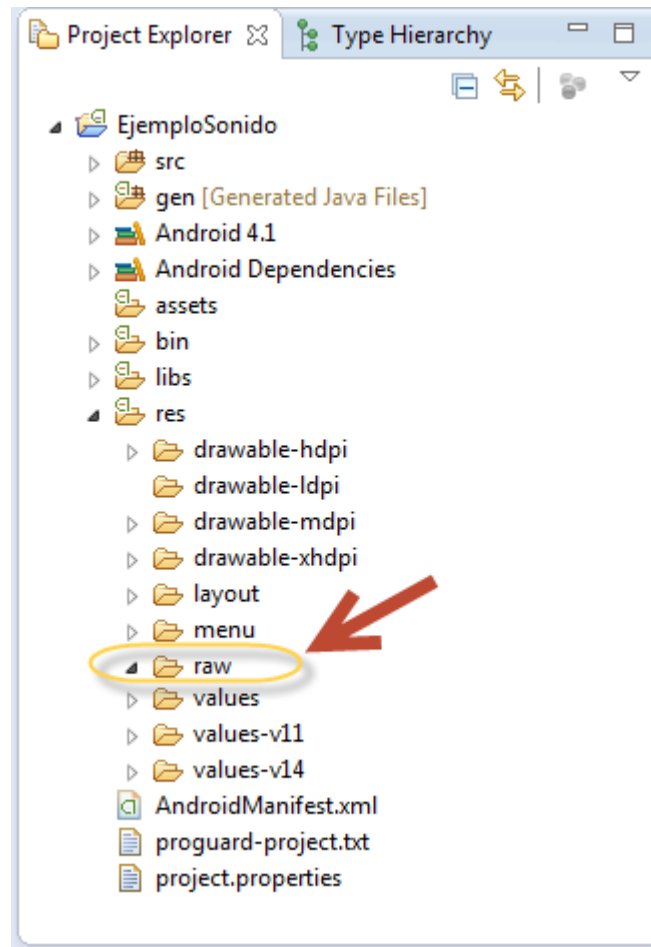 Project Explorer Type Hierarchy
EjemploSonido
src
gen [Generated Java Files]
Android 4.1
Android Dependencies
assets
bin
libs
res
drawable-hdpi
drawable-ldpi
drawable-mdpi
drawable-xhdpi
layout
menu
raw
values
values-v11
values-v14
AndroidManifest.xml
proguard-project.txt
project.properties